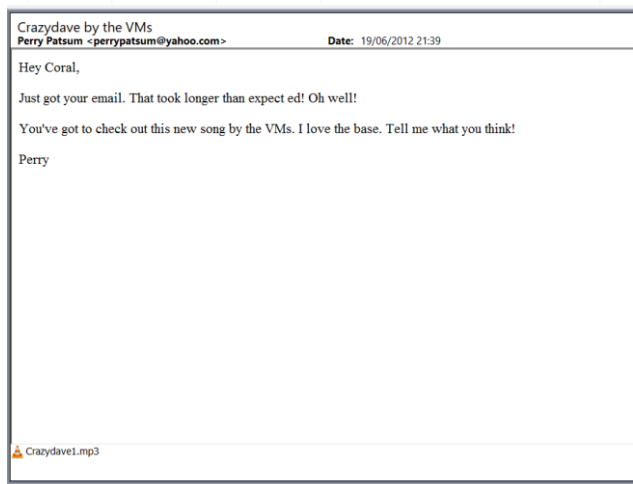 Crazydave by the VMs
Perry Patsum <perrypatsum@yahoo.com> Date: 19/06/2012 21:39
Hey Coral,
Just got your email. That took longer than expect ed! Oh well!
You've got to check out this new song by the VMs. I love the base. Tell me what you think!
Perry
Crazydave1.mp3